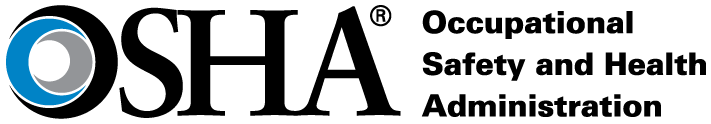 OSHA®
Occupational
Safety and Health
Administration